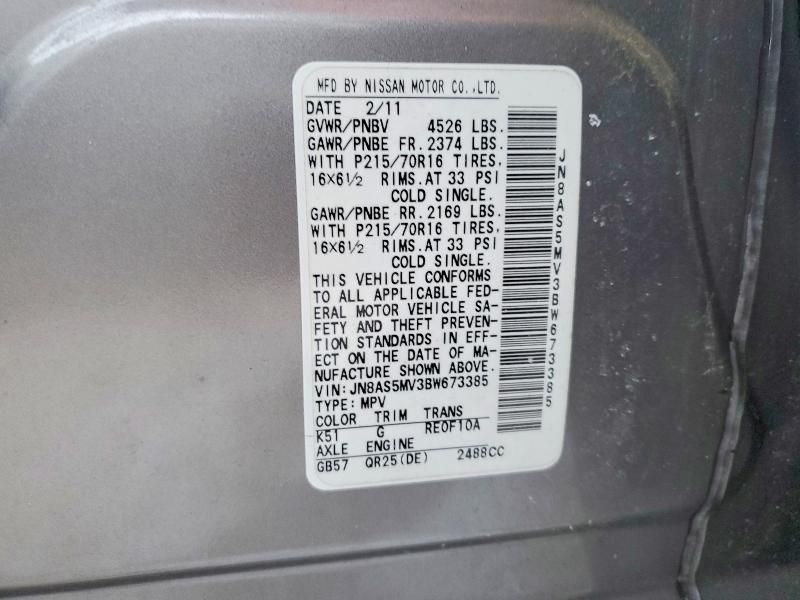 MFD BY NISSAN MOTOR CO.,LTD.
DATE 2/11
GVWR/PNBV 4526 LBS.
GAWR/PNBE FR. 2374 LBS.
WITH P215/70R16 TIRES,
16X6½ RIMS. AT 33 PSI
COLD SINGLE.
GAWR/PNBE RR. 2169 LBS.
WITH P215/70R16 TIRES,
16X6½ RIMS. AT 33 PSI
COLD SINGLE.
THIS VEHICLE CONFORMS
TO ALL APPLICABLE FED-
ERAL MOTOR VEHICLE SA-
FETY AND THEFT PREVEN-
TION STANDARDS IN EFF-
ECT ON THE DATE OF MA-
NUFACTURE SHOWN ABOVE.
VIN:JN8AS5MV3BW673385
TYPE: MPV
COLOR TRIM TRANS
K51 G RE0F10A
AXLE ENGINE
GB57 QR25(DE) 2488CC
JN8AS5MV3BW673385